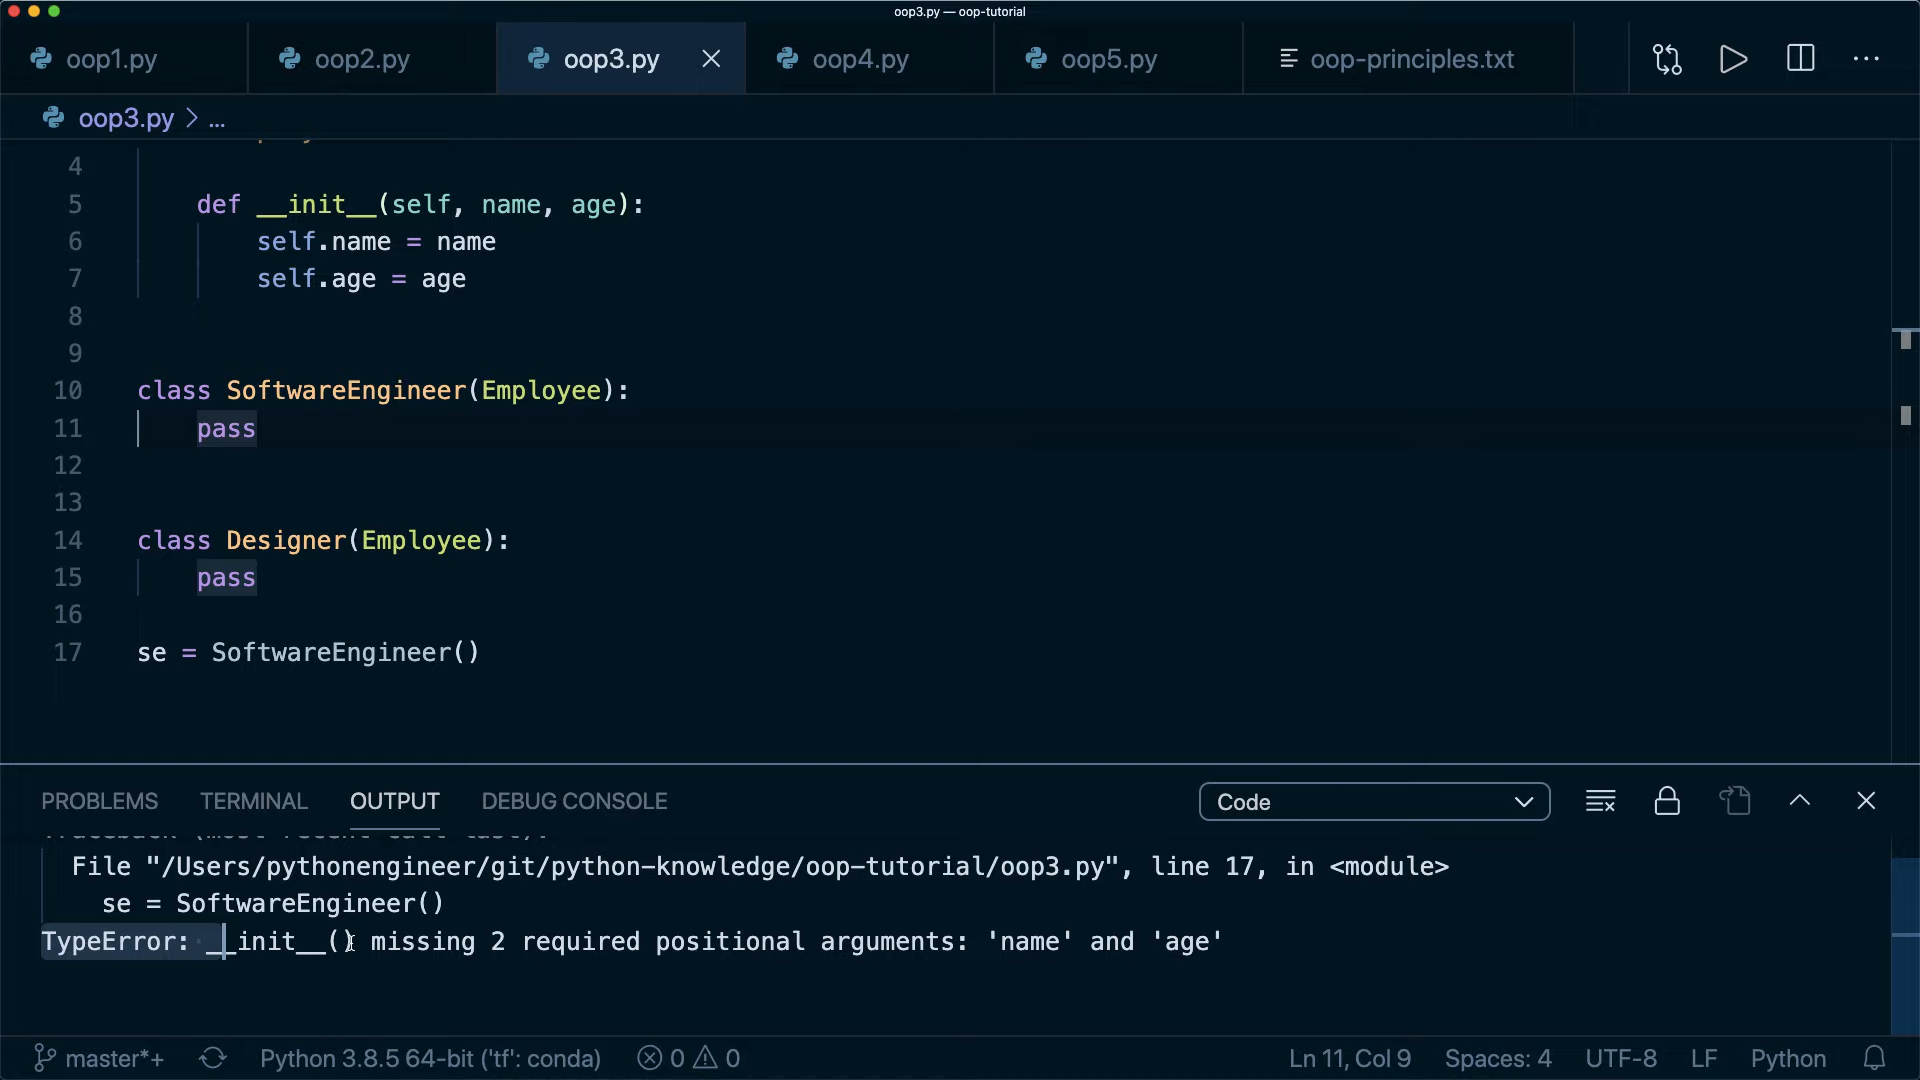 oop3.py — oop-tutorial
oop1.py oop2.py oop3.py oop4.py oop5.py oop-principles.txt
oop3.py > ...
4
5 def __init__(self, name, age):
6 self.name = name
7 self.age = age
8
9
10 class SoftwareEngineer(Employee):
11 pass
12
13
14 class Designer(Employee):
15 pass
16
17 se = SoftwareEngineer()
PROBLEMS TERMINAL OUTPUT DEBUG CONSOLE Code
Traceback (most recent call last):
File "/Users/pythonengineer/git/python-knowledge/oop-tutorial/oop3.py", line 17, in <module>
se = SoftwareEngineer()
TypeError: __init__() missing 2 required positional arguments: 'name' and 'age'
master*+ Python 3.8.5 64-bit ('tf': conda) 0 0 Ln 11, Col 9 Spaces: 4 UTF-8 LF Python